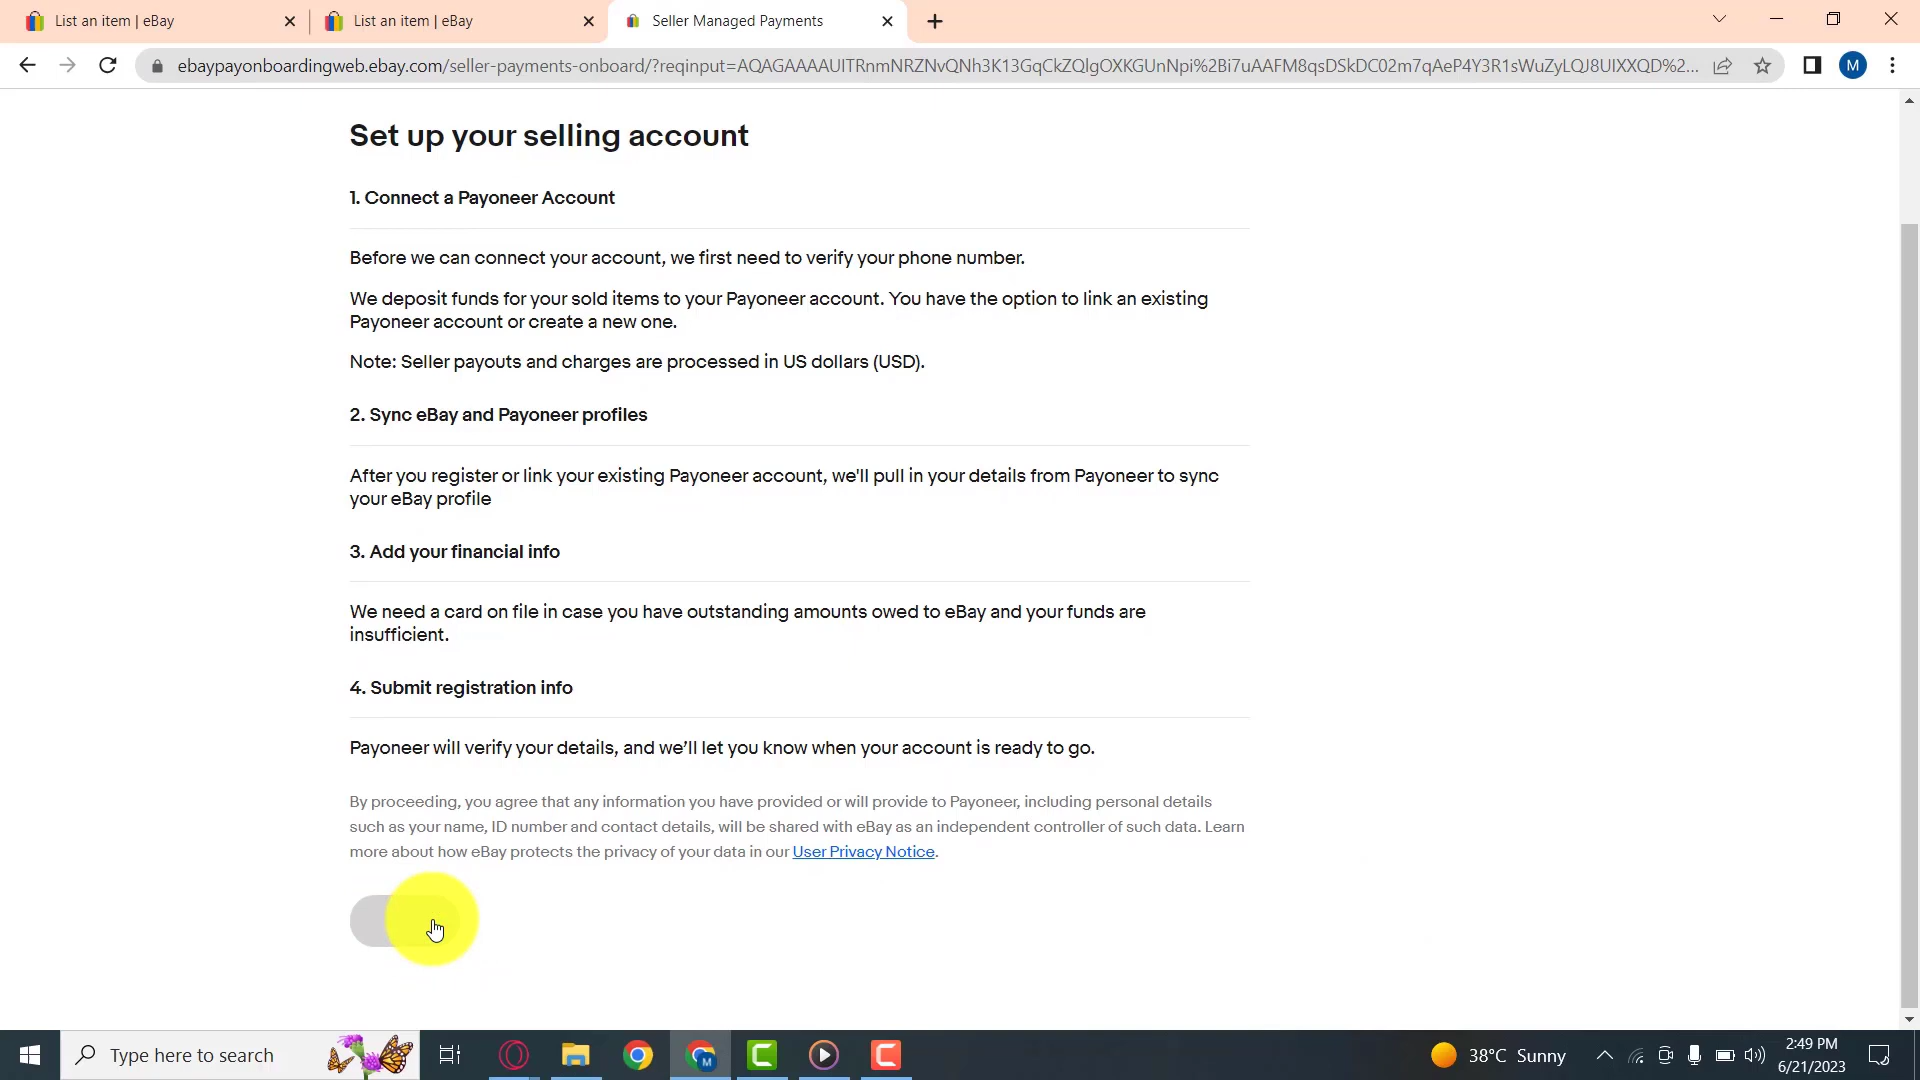 List an item | eBay
List an item | eBay
Seller Managed Payments
ebaypayonboardingweb.ebay.com/seller-payments-onboard/?reqinput=AQAGAAAAUITRnmNRZNvQNh3K13GqCkZQlgOXKGUnNpi%2Bi7uAAFM8qsDSkDC02m7qAeP4Y3R1sWuZyLQJ8UIXXQD%2...
M
Set up your selling account
1. Connect a Payoneer Account
Before we can connect your account, we first need to verify your phone number.
We deposit funds for your sold items to your Payoneer account. You have the option to link an existing
Payoneer account or create a new one.
Note: Seller payouts and charges are processed in US dollars (USD).
2. Sync eBay and Payoneer profiles
After you register or link your existing Payoneer account, we'll pull in your details from Payoneer to sync
your eBay profile
3. Add your financial info
We need a card on file in case you have outstanding amounts owed to eBay and your funds are
insufficient.
4. Submit registration info
Payoneer will verify your details, and we’ll let you know when your account is ready to go.
By proceeding, you agree that any information you have provided or will provide to Payoneer, including personal details
such as your name, ID number and contact details, will be shared with eBay as an independent controller of such data. Learn
more about how eBay protects the privacy of your data in our User Privacy Notice.
Type here to search
M
38°C Sunny
2:49 PM
6/21/2023